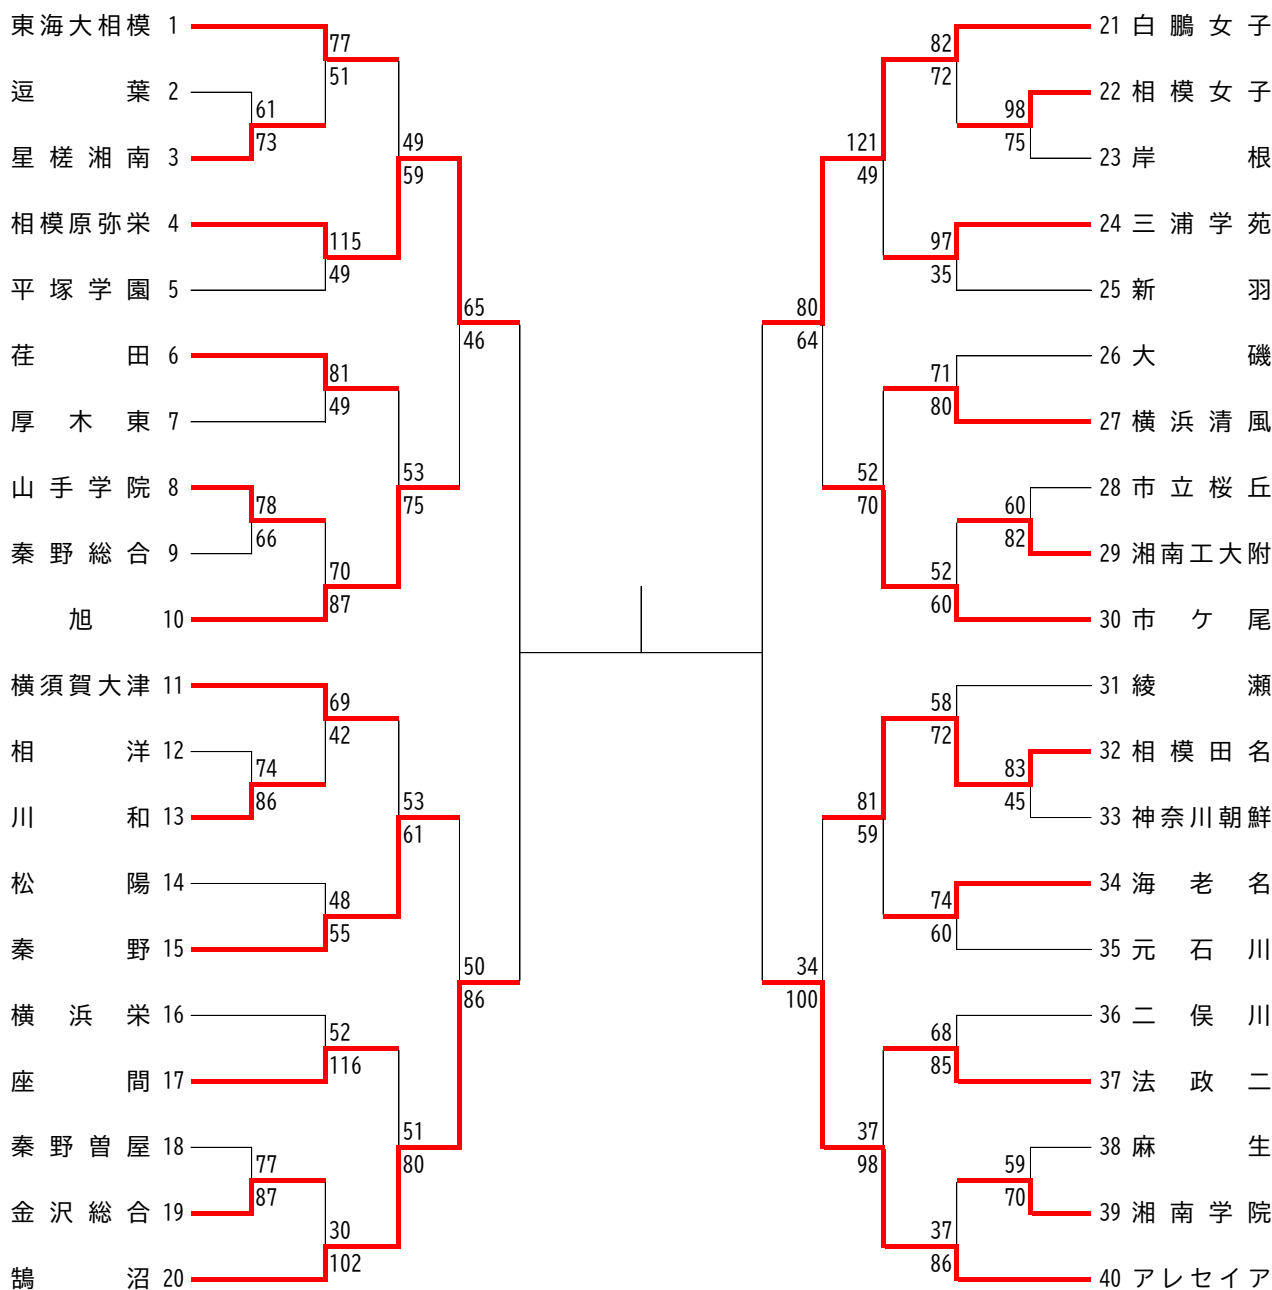 東海大相模 1
逗葉 2
星槎湘南 3
相模原弥栄 4
平塚学園 5
荏田 6
厚木東 7
山手学院 8
秦野総合 9
旭 10
横須賀大津 11
相洋 12
川和 13
松陽 14
秦野 15
横浜栄 16
座間 17
秦野曽屋 18
金沢総合 19
鵠沼 20
61
73
78
66
74
86
77
87
77
51
115
49
81
49
70
87
69
42
48
55
52
116
30
102
49
59
53
75
53
61
51
80
65
46
50
86
80
64
34
100
121
49
52
70
81
59
37
98
82
72
97
35
71
80
52
60
58
72
74
60
68
85
37
86
98
75
60
82
83
45
59
70
21 白鵬女子
22 相模女子
23 岸根
24 三浦学苑
25 新羽
26 大磯
27 横浜清風
28 市立桜丘
29 湘南工大附
30 市ケ尾
31 綾瀬
32 相模田名
33 神奈川朝鮮
34 海老名
35 元石川
36 二俣川
37 法政二
38 麻生
39 湘南学院
40 アレセイア